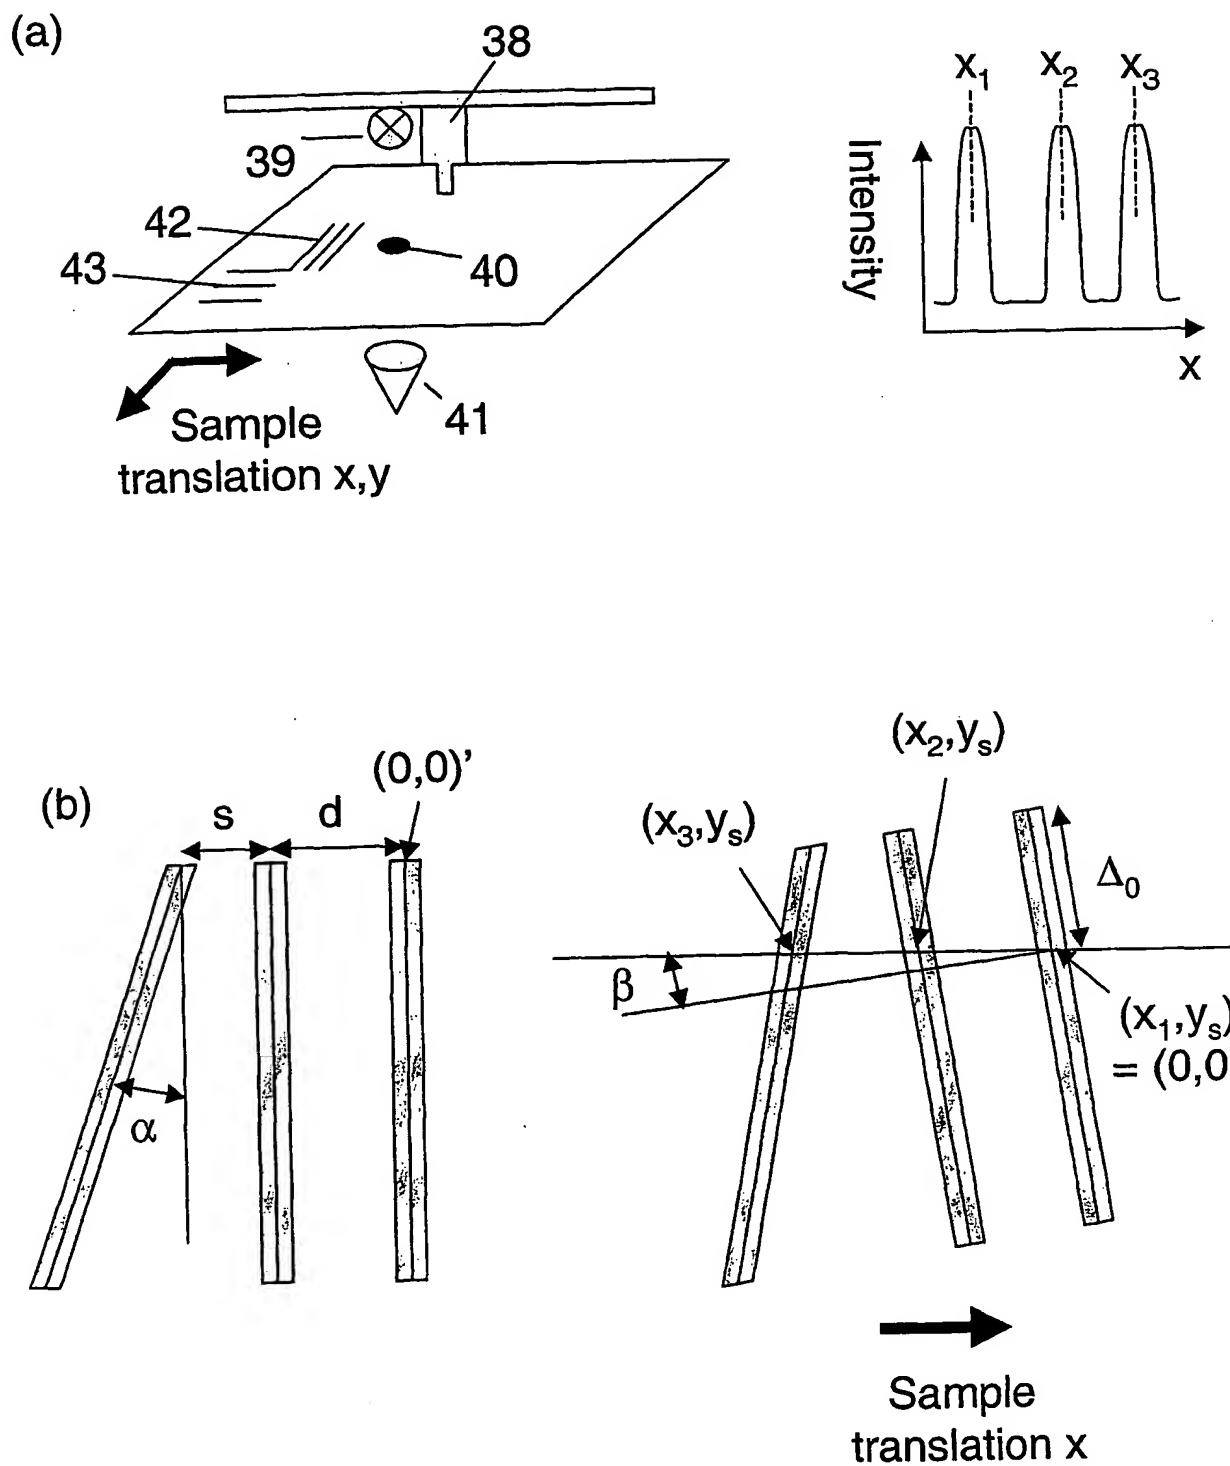 (a)
38
39
42
43
40
41
Sample
translation x,y
x₁ x₂ x₃
Intensity
x
(b)
s
d
(0,0)'
α
(x₂,yₛ)
(x₃,yₛ)
Δ₀
β
(x₁,yₛ)
= (0,0
Sample
translation x